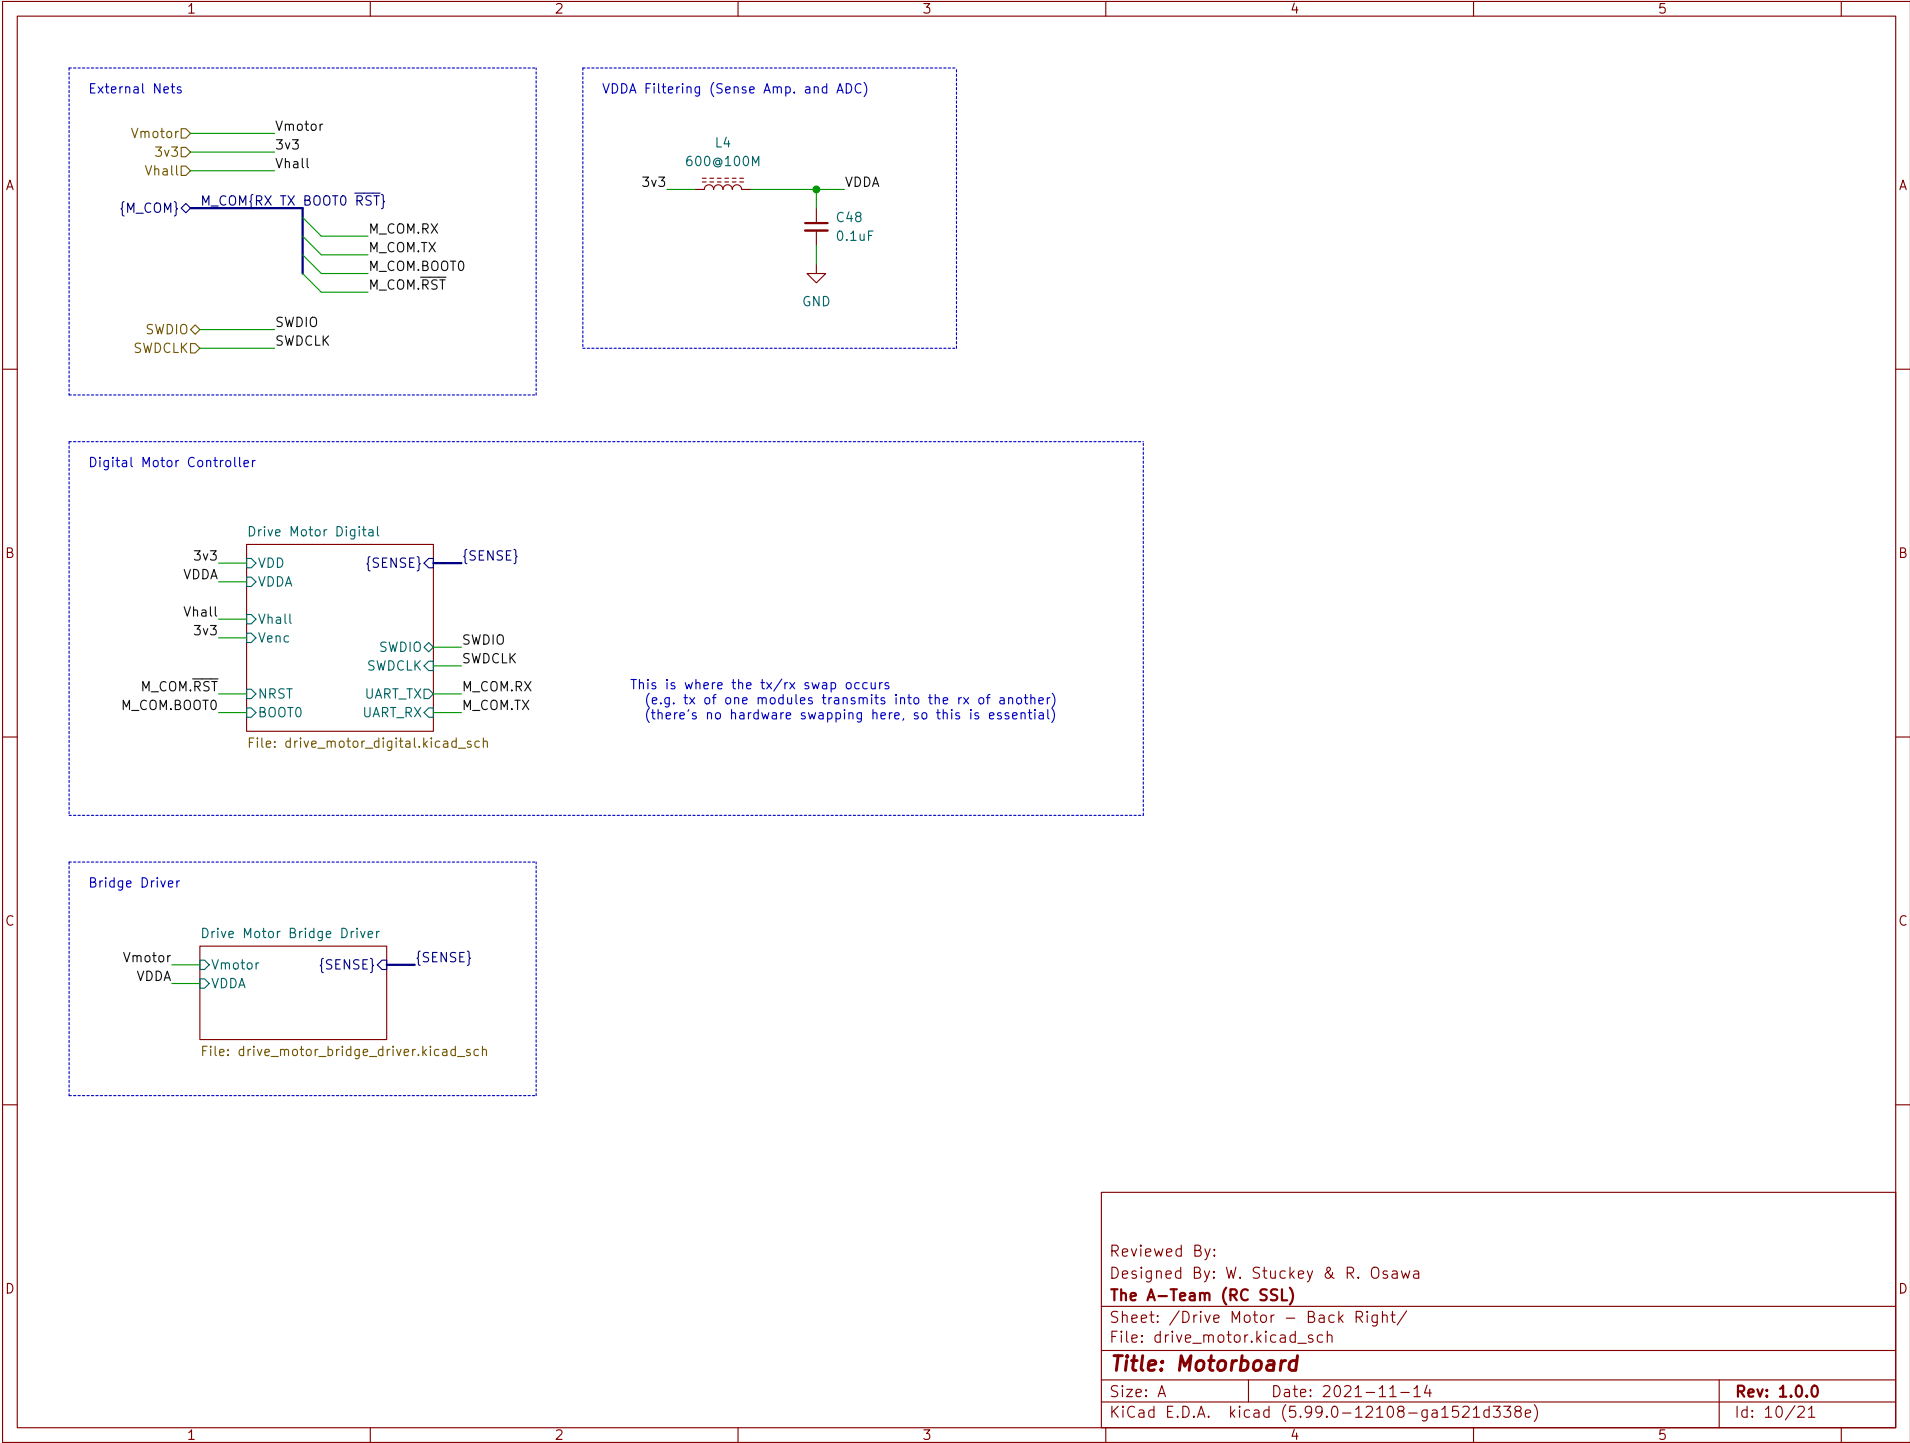 1 2 3 4 5
A A
B B
C C
D D
1 2 3 4 5
External Nets
Vmotor Vmotor
3v3 3v3
Vhall Vhall
{M_COM} M_COM{RX TX BOOT0 RST}
M_COM.RX
M_COM.TX
M_COM.BOOT0
M_COM.RST
SWDIO SWDIO
SWDCLK SWDCLK
VDDA Filtering (Sense Amp. and ADC)
L4
600@100M
3v3 VDDA
C48
0.1uF
GND
Digital Motor Controller
Drive Motor Digital
3v3 VDD {SENSE} {SENSE}
VDDA VDDA
Vhall Vhall
3v3 Venc
SWDIO SWDIO
SWDCLK SWDCLK
M_COM.RST NRST UART_TX M_COM.RX
M_COM.BOOT0 BOOT0 UART_RX M_COM.TX
File: drive_motor_digital.kicad_sch
This is where the tx/rx swap occurs
(e.g. tx of one modules transmits into the rx of another)
(there's no hardware swapping here, so this is essential)
Bridge Driver
Drive Motor Bridge Driver
Vmotor Vmotor {SENSE} {SENSE}
VDDA VDDA
File: drive_motor_bridge_driver.kicad_sch
Reviewed By:
Designed By: W. Stuckey & R. Osawa
The A-Team (RC SSL)
Sheet: /Drive Motor - Back Right/
File: drive_motor.kicad_sch
Title: Motorboard
Size: A Date: 2021-11-14 Rev: 1.0.0
KiCad E.D.A. kicad (5.99.0-12108-ga1521d338e) Id: 10/21